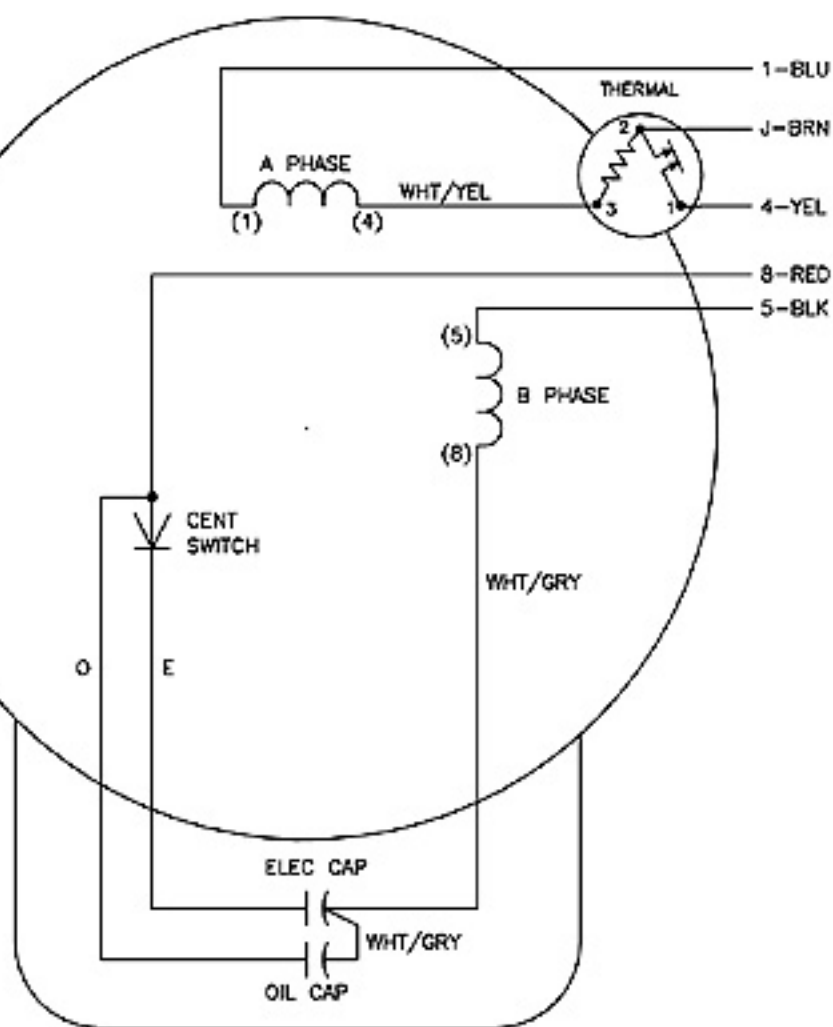 1-BLU
THERMAL
2
J-BRN
A PHASE
WHT/YEL
(1)
(4)
3
1
4-YEL
8-RED
5-BLK
(5)
B PHASE
(8)
CENT
SWITCH
WHT/GRY
O
E
ELEC CAP
WHT/GRY
OIL CAP